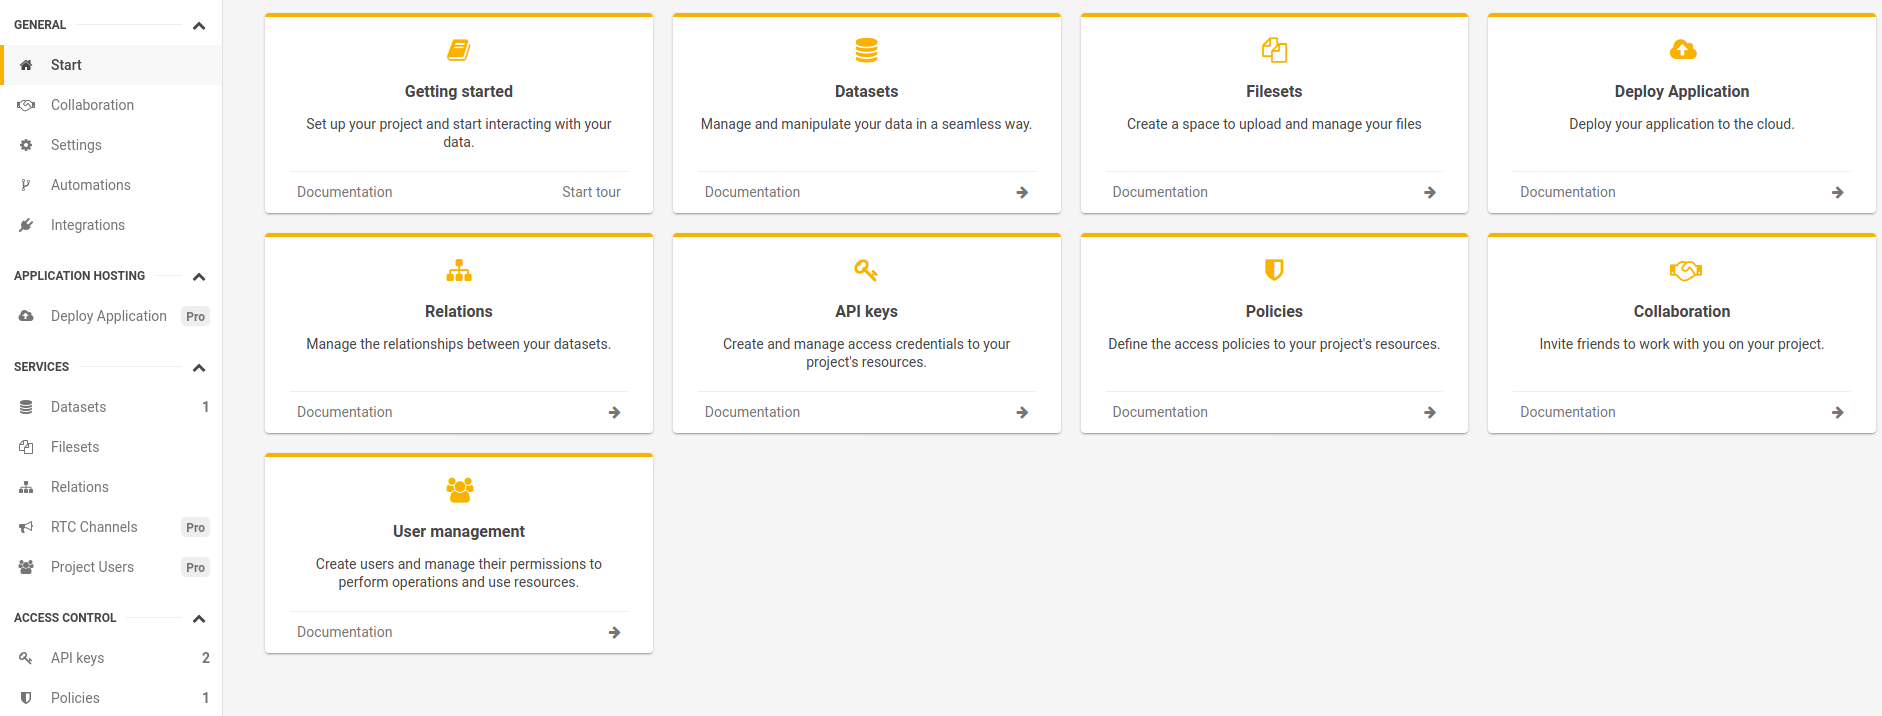 GENERAL
Start
Collaboration
Settings
Automations
Integrations
APPLICATION HOSTING
Deploy Application Pro
SERVICES
Datasets 1
Filesets
Relations
RTC Channels Pro
Project Users Pro
ACCESS CONTROL
API keys 2
Policies 1
Getting started
Set up your project and start interacting with your
data.
Documentation Start tour
Datasets
Manage and manipulate your data in a seamless way.
Documentation
Filesets
Create a space to upload and manage your files
Documentation
Deploy Application
Deploy your application to the cloud.
Documentation
Relations
Manage the relationships between your datasets.
Documentation
API keys
Create and manage access credentials to your
project's resources.
Documentation
Policies
Define the access policies to your project's resources.
Documentation
Collaboration
Invite friends to work with you on your project.
Documentation
User management
Create users and manage their permissions to
perform operations and use resources.
Documentation